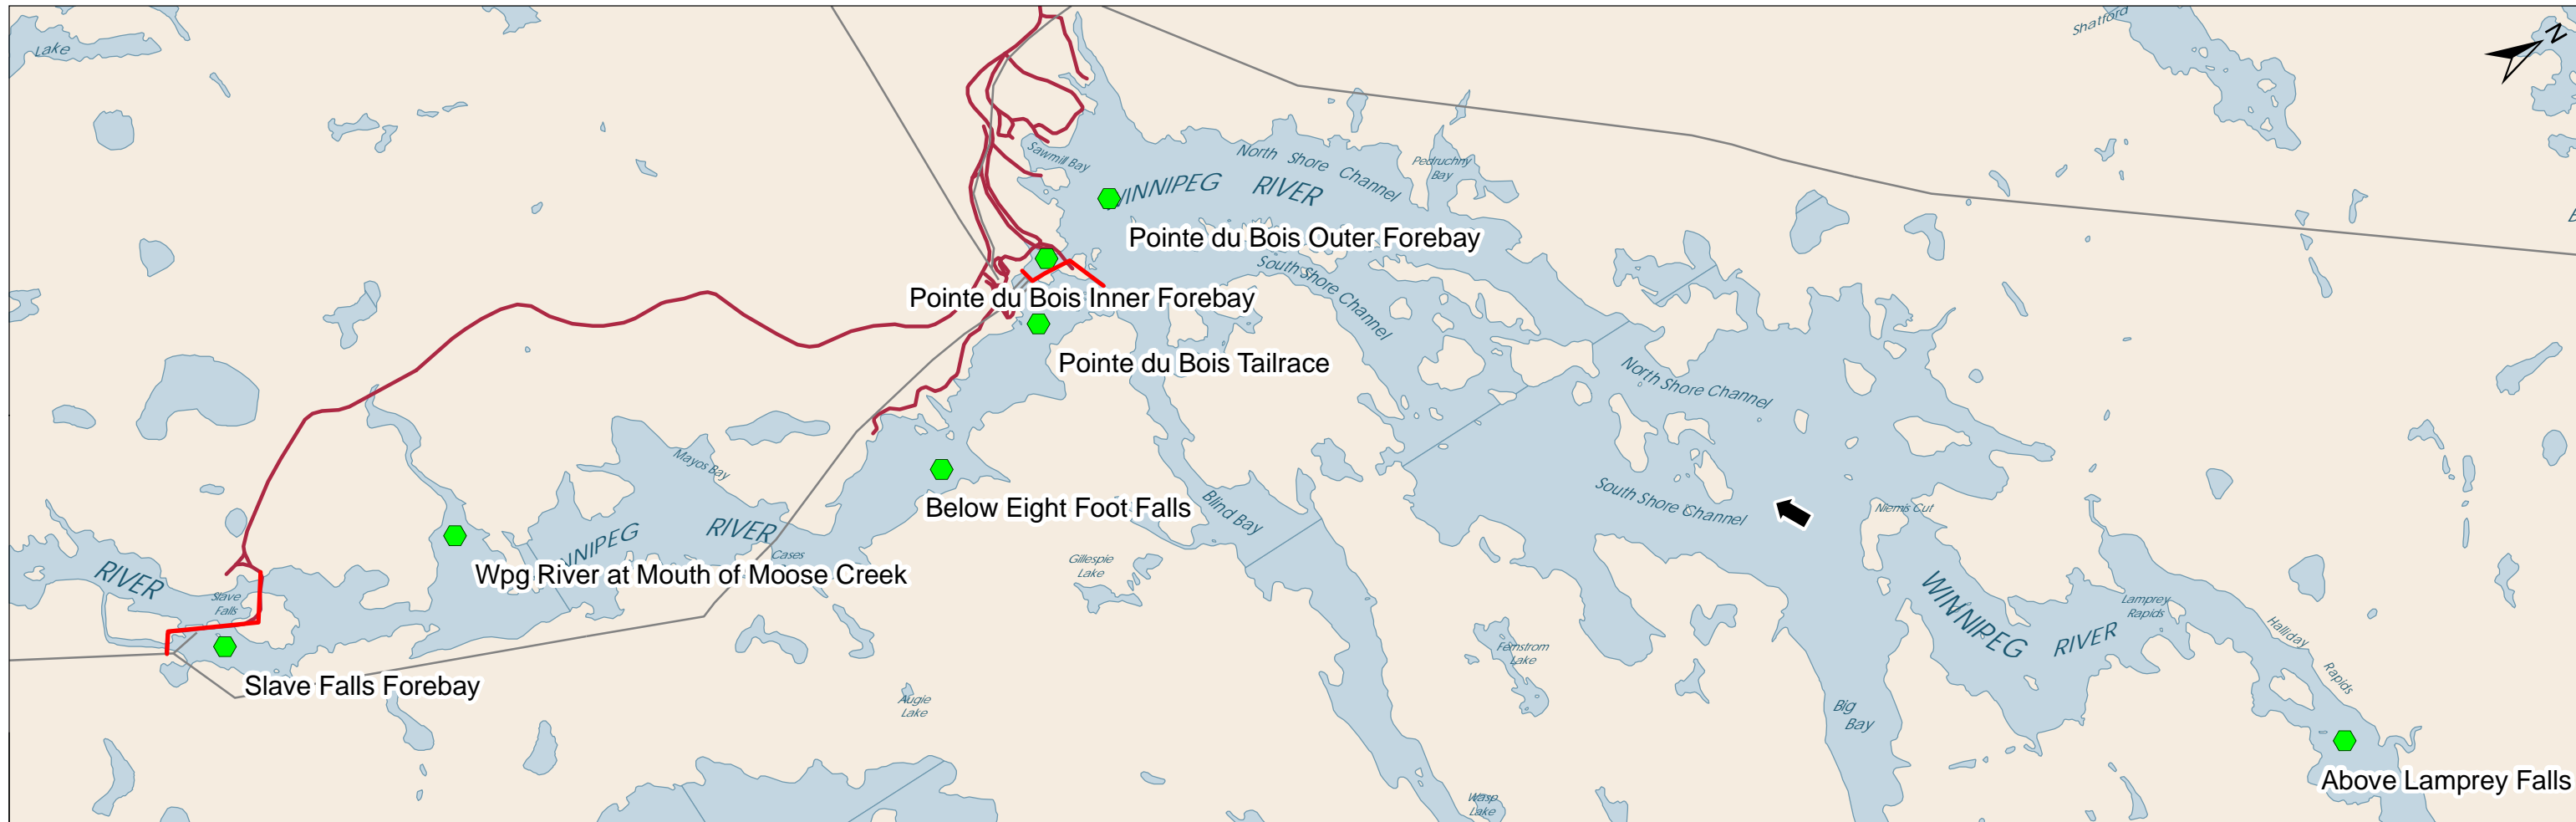 Lake
Shatford
N
Sawmill Bay
North Shore Channel
Pedruchny
Bay
WINNIPEG RIVER
Pointe du Bois Outer Forebay
South Shore Channel
Pointe du Bois Inner Forebay
Pointe du Bois Tailrace
North Shore Channel
Mayos Bay
Below Eight Foot Falls
Blind Bay
South Shore Channel
Niemis Cut
NNIPEG RIVER
Cases
Gillespie
Lake
Wpg River at Mouth of Moose Creek
RIVER
Slave
Falls
WINNIPEG RIVER
Lamprey
Rapids
Halliday
Rapids
Fernstrom
Lake
Slave Falls Forebay
Augie
Lake
Big
Bay
Above Lamprey Falls
Wasp
Lake